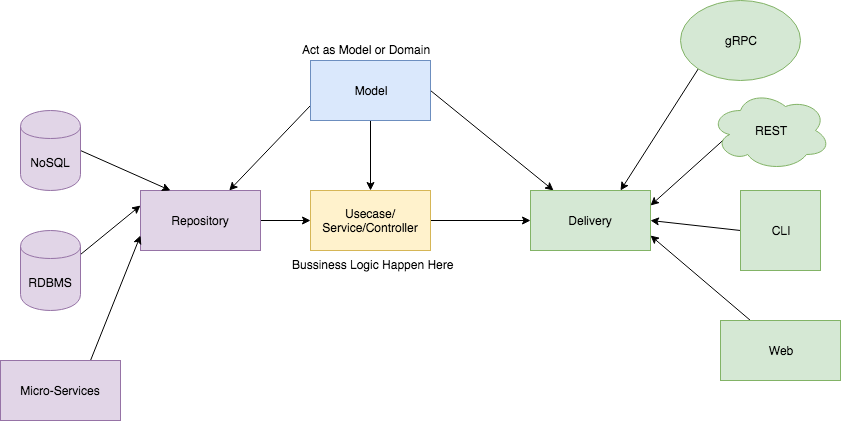 gRPC
Act as Model or Domain
Model
REST
NoSQL
Repository
Usecase/
Service/Controller
Delivery
CLI
Bussiness Logic Happen Here
RDBMS
Web
Micro-Services